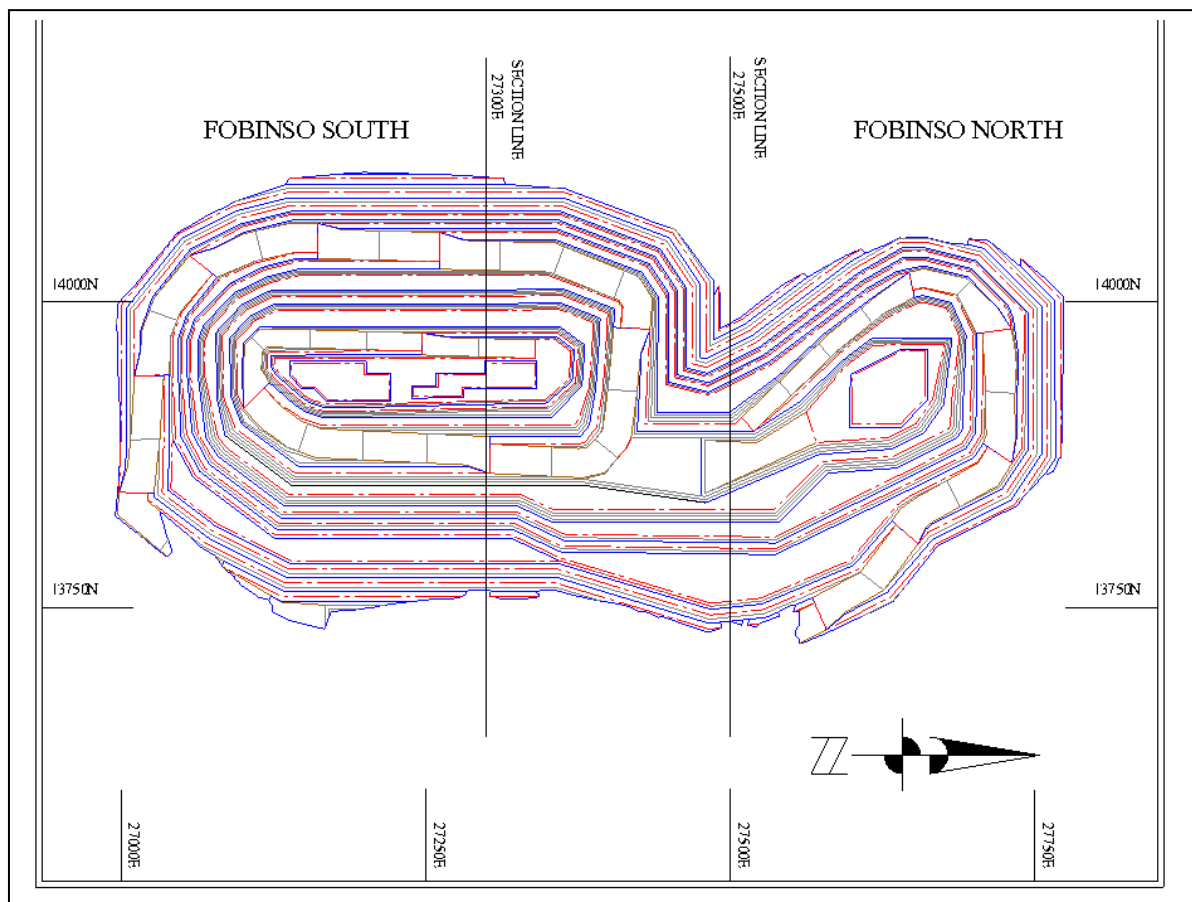 SECTION LINE
27300E
SECTION LINE
27500E
FOBINSO SOUTH
FOBINSO NORTH
14000N
14000N
13750N
13750N
N
27000E
27250E
27500E
27750E